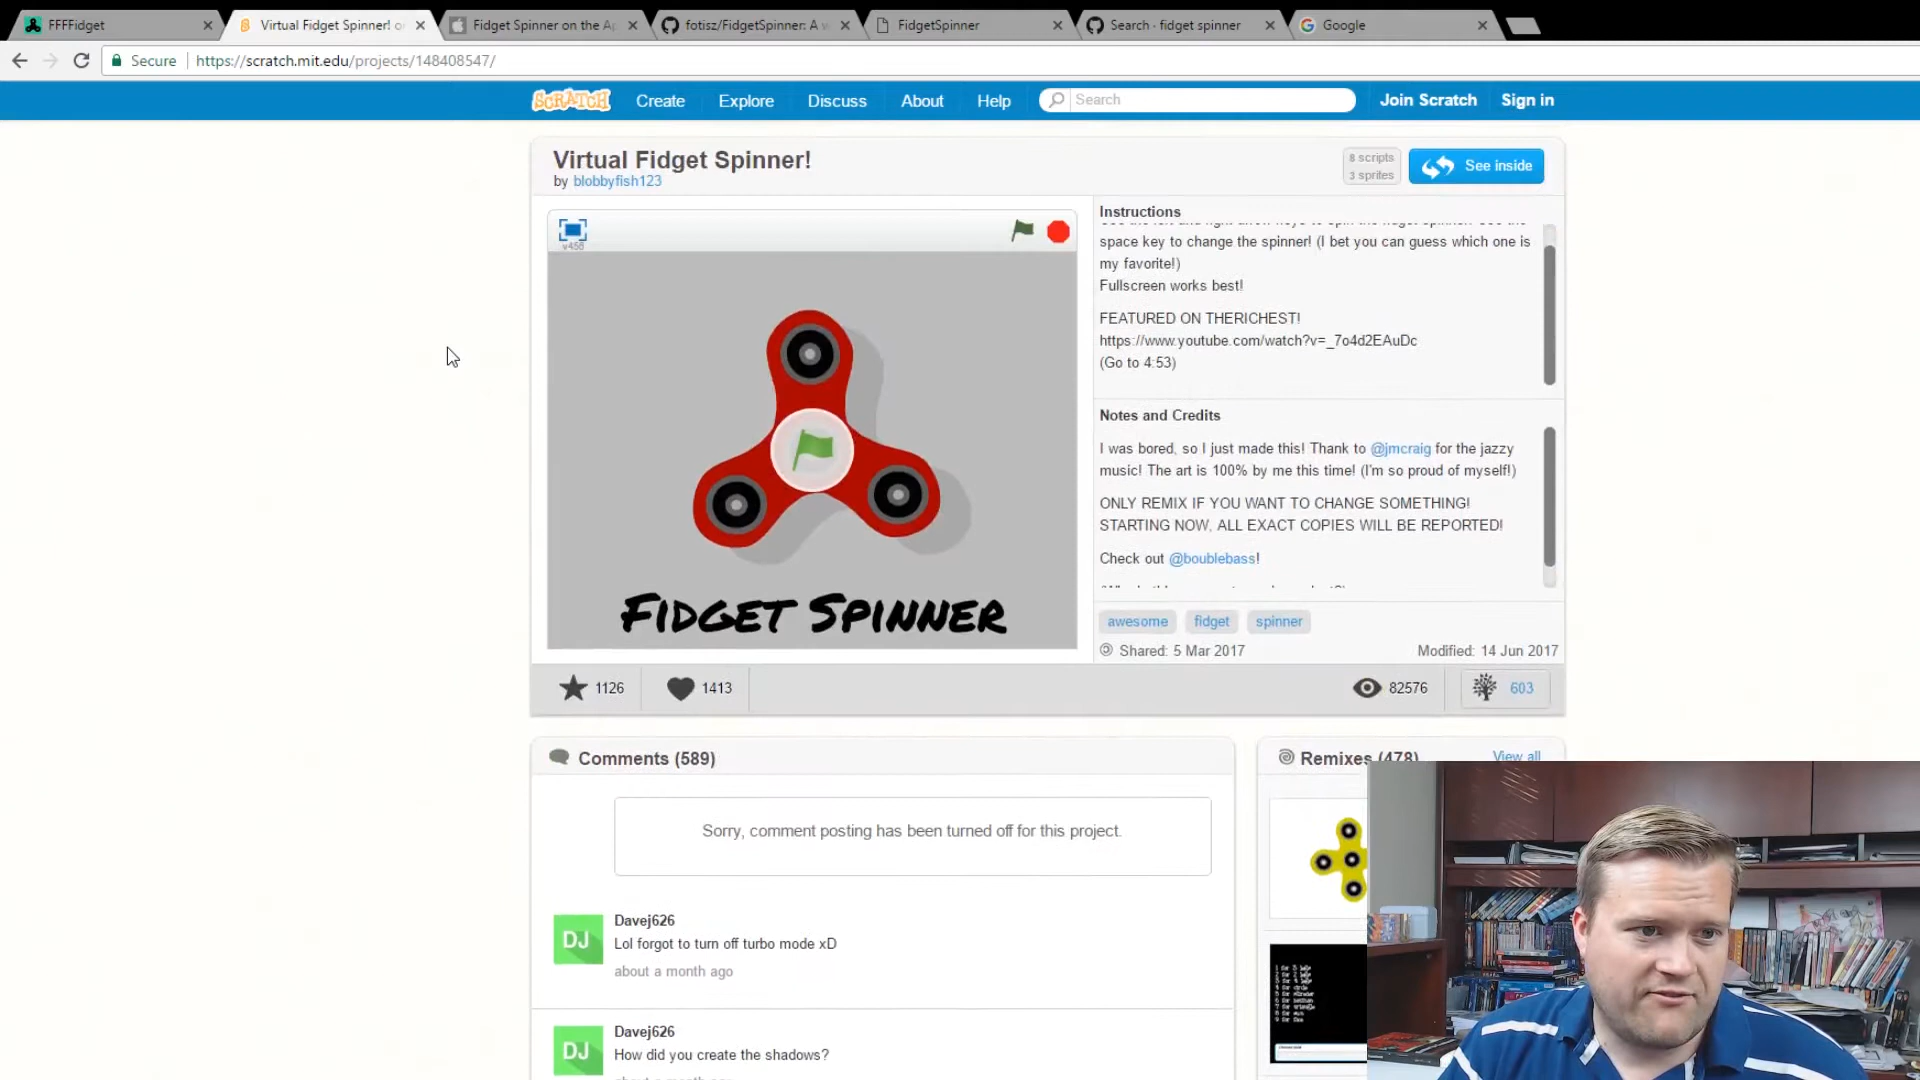 FFFFidget
Virtual Fidget Spinner! o
Fidget Spinner on the Ap
fotisz/FidgetSpinner: A w
FidgetSpinner
Search · fidget spinner
Google
Secure
https://scratch.mit.edu/projects/148408547/
SCRATCH
Create
Explore
Discuss
About
Help
Search
Join Scratch
Sign in
Virtual Fidget Spinner!
by blobbyfish123
8 scripts
3 sprites
See inside
v456
FIDGET SPINNER
Instructions
space key to change the spinner! (I bet you can guess which one is
my favorite!)
Fullscreen works best!
FEATURED ON THERICHEST!
https://www.youtube.com/watch?v=_7o4d2EAuDc
(Go to 4:53)
Notes and Credits
I was bored, so I just made this! Thank to @jmcraig for the jazzy
music! The art is 100% by me this time! (I'm so proud of myself!)
ONLY REMIX IF YOU WANT TO CHANGE SOMETHING!
STARTING NOW, ALL EXACT COPIES WILL BE REPORTED!
Check out @boublebass!
awesome
fidget
spinner
Shared: 5 Mar 2017
Modified: 14 Jun 2017
1126
1413
82576
603
Comments (589)
Sorry, comment posting has been turned off for this project.
DJ
Davej626
Lol forgot to turn off turbo mode xD
about a month ago
DJ
Davej626
How did you create the shadows?
about a month ago
Remixes (478)
View all